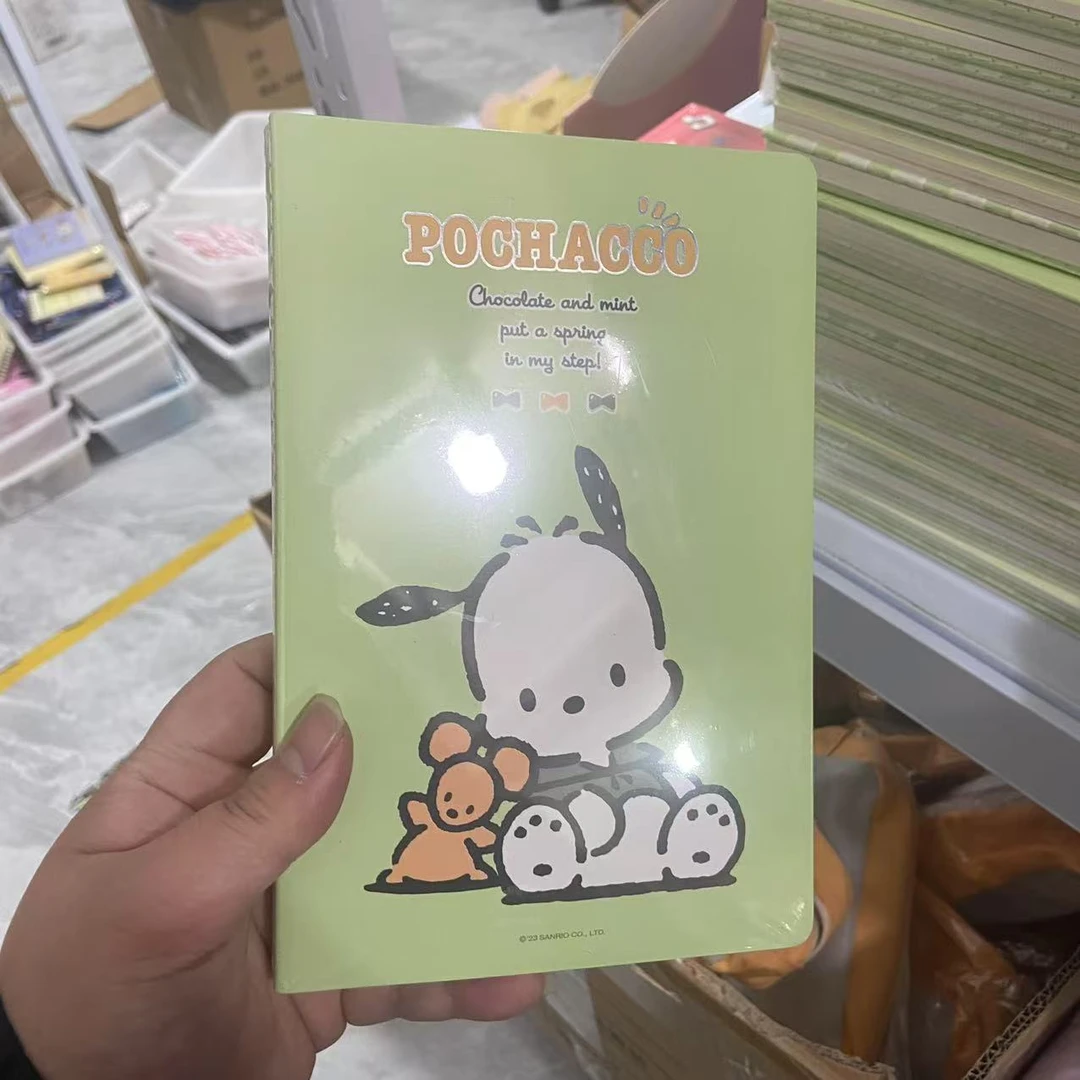 POCHACCO
Chocolate and mint
put a spring
in my step!
©'23 SANRIO CO., LTD.